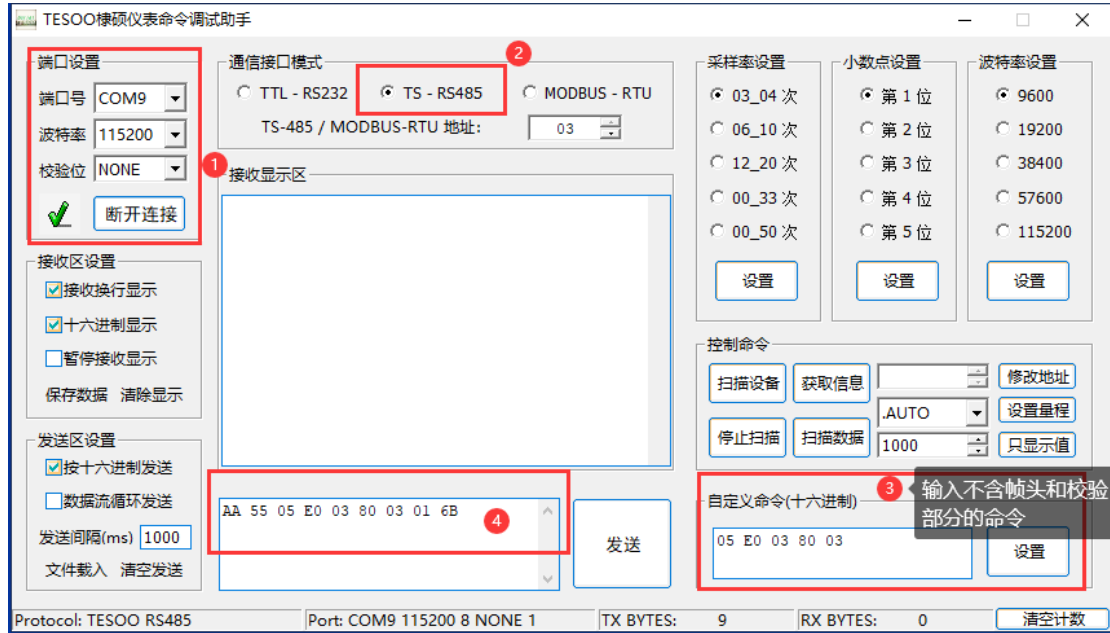 TESOO棣硕仪表命令调试助手
端口设置
端口号 COM9
波特率 115200
校验位 NONE
断开连接
1
接收区设置
接收换行显示
十六进制显示
暂停接收显示
保存数据 清除显示
发送区设置
按十六进制发送
数据流循环发送
发送间隔(ms) 1000
文件载入 清空发送
通信接口模式
2
TTL - RS232 TS - RS485 MODBUS - RTU
TS-485 / MODBUS-RTU 地址: 03
接收显示区
AA 55 05 E0 03 80 03 01 6B
4
发送
采样率设置
03_04 次
06_10 次
12_20 次
00_33 次
00_50 次
设置
小数点设置
第 1 位
第 2 位
第 3 位
第 4 位
第 5 位
设置
波特率设置
9600
19200
38400
57600
115200
设置
控制命令
扫描设备 获取信息 修改地址
.AUTO 设置量程
停止扫描 扫描数据 1000 只显示值
自定义命令(十六进制)
3
输入不含帧头和校验
部分的命令
05 E0 03 80 03
设置
Protocol: TESOO RS485 Port: COM9 115200 8 NONE 1 TX BYTES: 9 RX BYTES: 0 清空计数